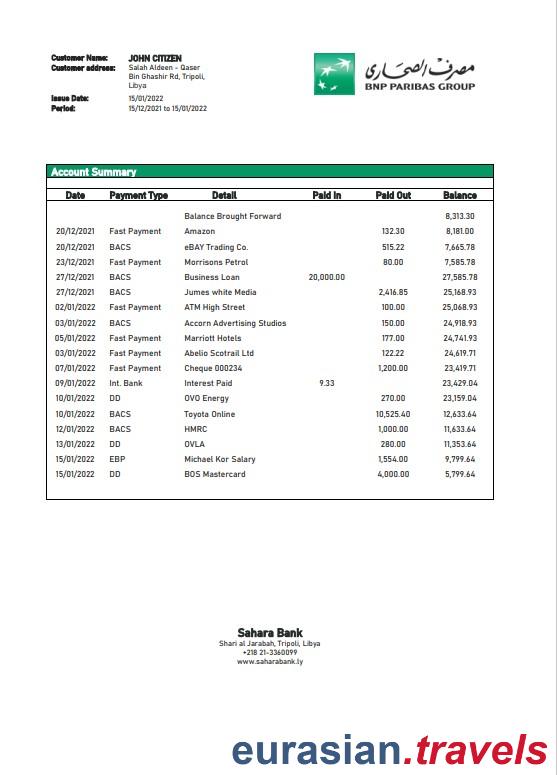 Customer Name: JOHN CITIZEN
Customer address: Salah Aldeen - Qaser
Bin Ghashir Rd, Tripoli,
Libya
Issue Date: 15/01/2022
Period: 15/12/2021 to 15/01/2022
مصرف الصحارى
BNP PARIBAS GROUP
Account Summary
Date Payment Type Detail Paid In Paid Out Balance
Balance Brought Forward 8,313.30
20/12/2021 Fast Payment Amazon 132.30 8,181.00
20/12/2021 BACS eBAY Trading Co. 515.22 7,665.78
23/12/2021 Fast Payment Morrisons Petrol 80.00 7,585.78
27/12/2021 BACS Business Loan 20,000.00 27,585.78
27/12/2021 BACS Jumes white Media 2,416.85 25,168.93
02/01/2022 Fast Payment ATM High Street 100.00 25,068.93
03/01/2022 BACS Accorn Advertising Studios 150.00 24,918.93
05/01/2022 Fast Payment Marriott Hotels 177.00 24,741.93
03/01/2022 Fast Payment Abelio Scotrail Ltd 122.22 24,619.71
07/01/2022 Fast Payment Cheque 000234 1,200.00 23,419.71
09/01/2022 Int. Bank Interest Paid 9.33 23,429.04
10/01/2022 DD OVO Energy 270.00 23,159.04
10/01/2022 BACS Toyota Online 10,525.40 12,633.64
12/01/2022 BACS HMRC 1,000.00 11,633.64
13/01/2022 DD OVLA 280.00 11,353.64
15/01/2022 EBP Michael Kor Salary 1,554.00 9,799.64
15/01/2022 DD BOS Mastercard 4,000.00 5,799.64
Sahara Bank
Shari al Jarabah, Tripoli, Libya
+218 21-3360099
www.saharabank.ly
eurasian.travels